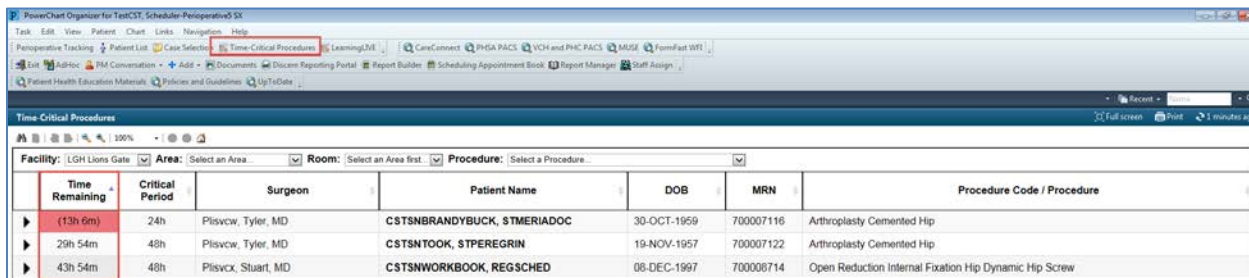 PowerChart Organizer for TestCST, Scheduler-Perioperative5 SX
Task Edit View Patient Chart Links Navigation Help
Perioperative Tracking Patient List Case Selection Time-Critical Procedures LearningLIVE CareConnect PHSA PACS VCH and PHC PACS MUSE FormFast WFI
Exit AdHoc PM Conversation + Add Documents Discern Reporting Portal Report Builder Scheduling Appointment Book Report Manager Staff Assign
Patient Health Education Materials Policies and Guidelines UpToDate
Recent Name
Time-Critical Procedures Full screen Print 1 minutes ag
100%
Facility: LGH Lions Gate Area: Select an Area... Room: Select an Area first... Procedure: Select a Procedure...
Time Remaining Critical Period Surgeon Patient Name DOB MRN Procedure Code / Procedure
(13h 6m) 24h Plisvcw, Tyler, MD CSTSNBRANDYBUCK, STMERIADOC 30-OCT-1959 700007116 Arthroplasty Cemented Hip
29h 54m 48h Plisvcw, Tyler, MD CSTSNTOOK, STPEREGRIN 19-NOV-1957 700007122 Arthroplasty Cemented Hip
43h 54m 48h Plisvcx, Stuart, MD CSTSNWORKBOOK, REGSCHED 08-DEC-1997 700008714 Open Reduction Internal Fixation Hip Dynamic Hip Screw